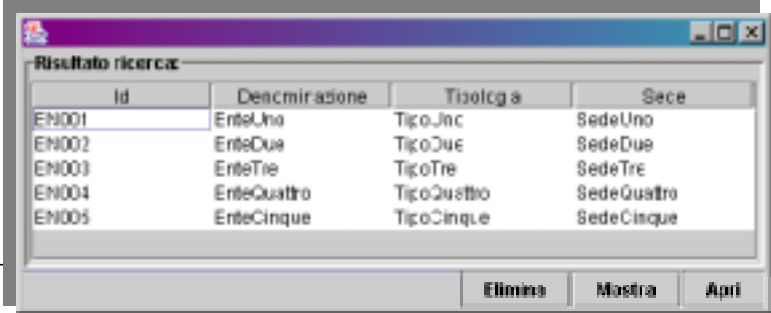 Risultato ricerca:
Id Denominazione Tipologia Sede
EN001 EnteUno TipoUno SedeUno
EN002 EnteDue TipoDue SedeDue
EN003 EnteTre TipoTre SedeTre
EN004 EnteQuattro TipoQuattro SedeQuattro
EN005 EnteCinque TipoCinque SedeCinque
Elimina Mostra Apri